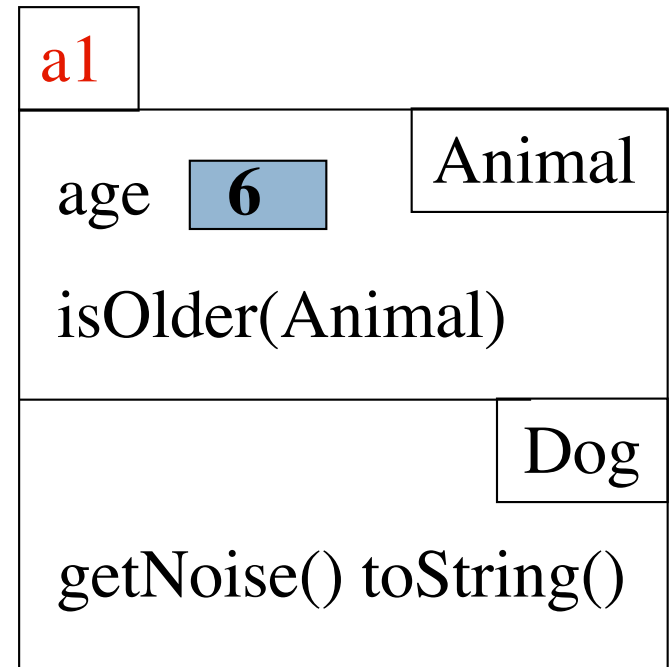 a1
Animal
age 6
isOlder(Animal)
Dog
getNoise() toString()